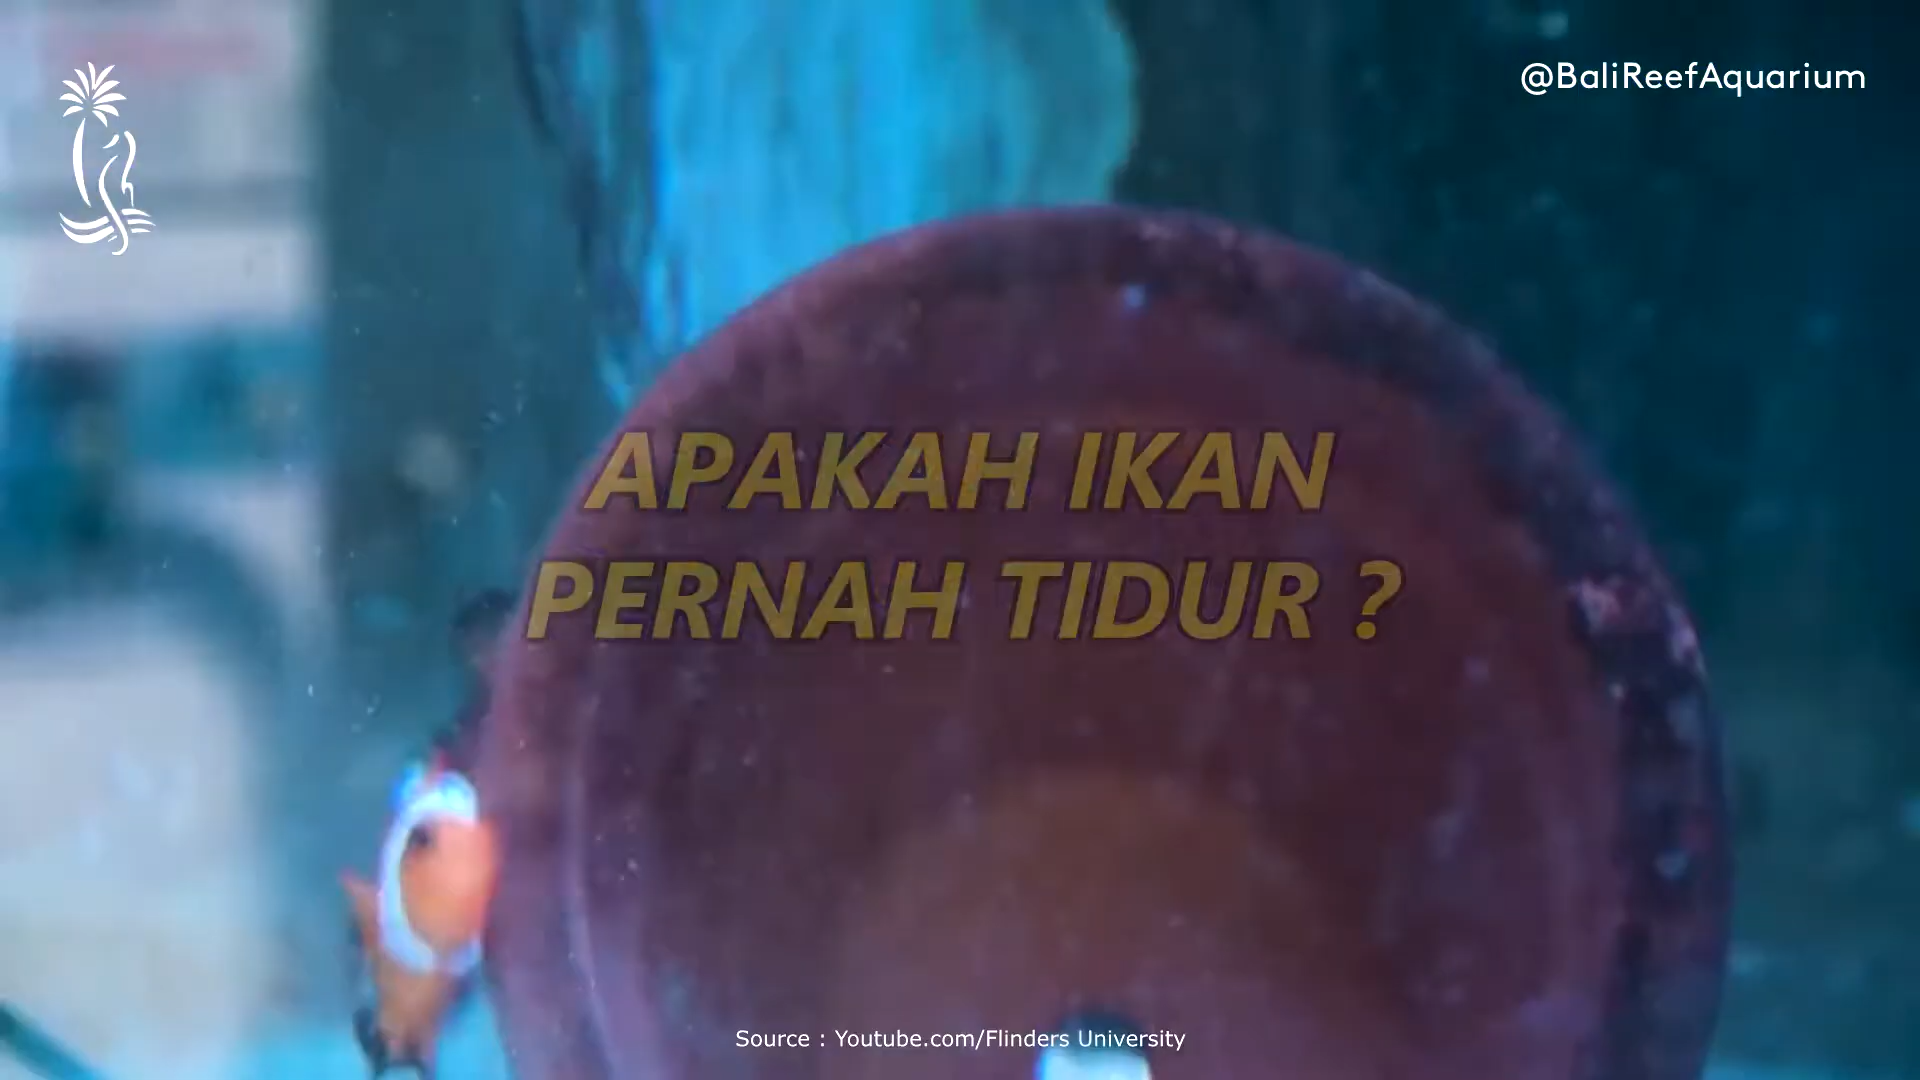 @BaliReefAquarium
APAKAH IKAN
PERNAH TIDUR ?
Source : Youtube.com/Flinders University